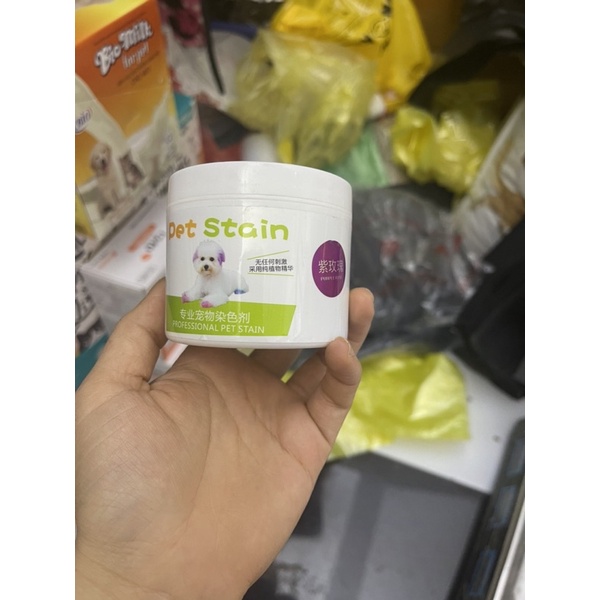 Bio Milk
Pet Stain
无任何刺激
采用纯植物精华
紫玫
专业宠物染色剂
PROFESSIONAL PET STAIN